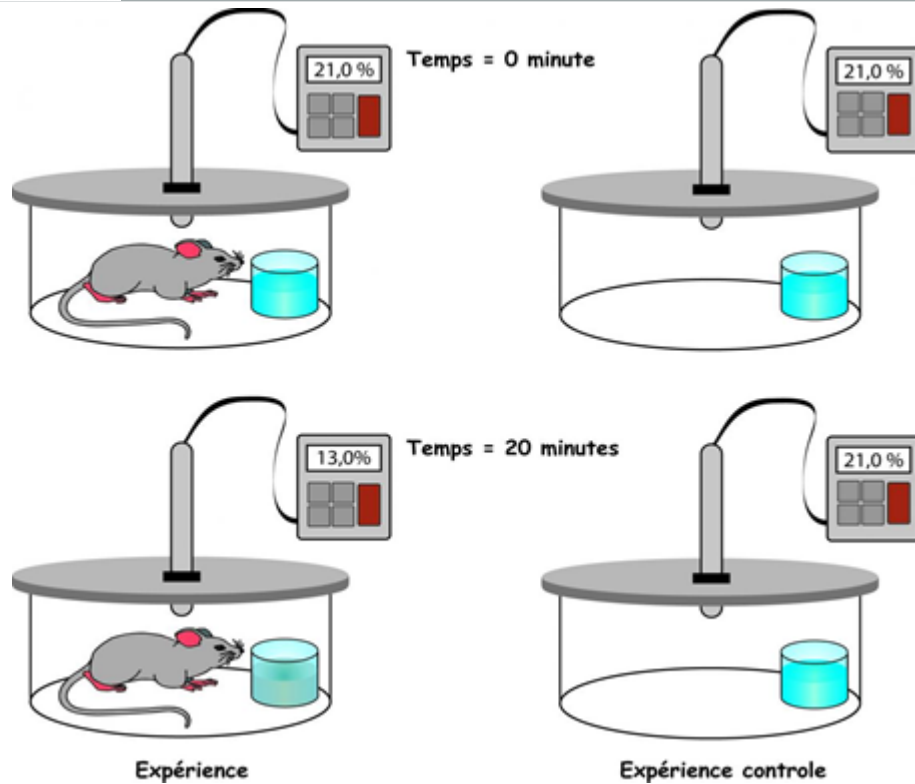 21,0 %
Temps = 0 minute
21,0 %
13,0%
Temps = 20 minutes
21,0 %
Expérience
Expérience controle